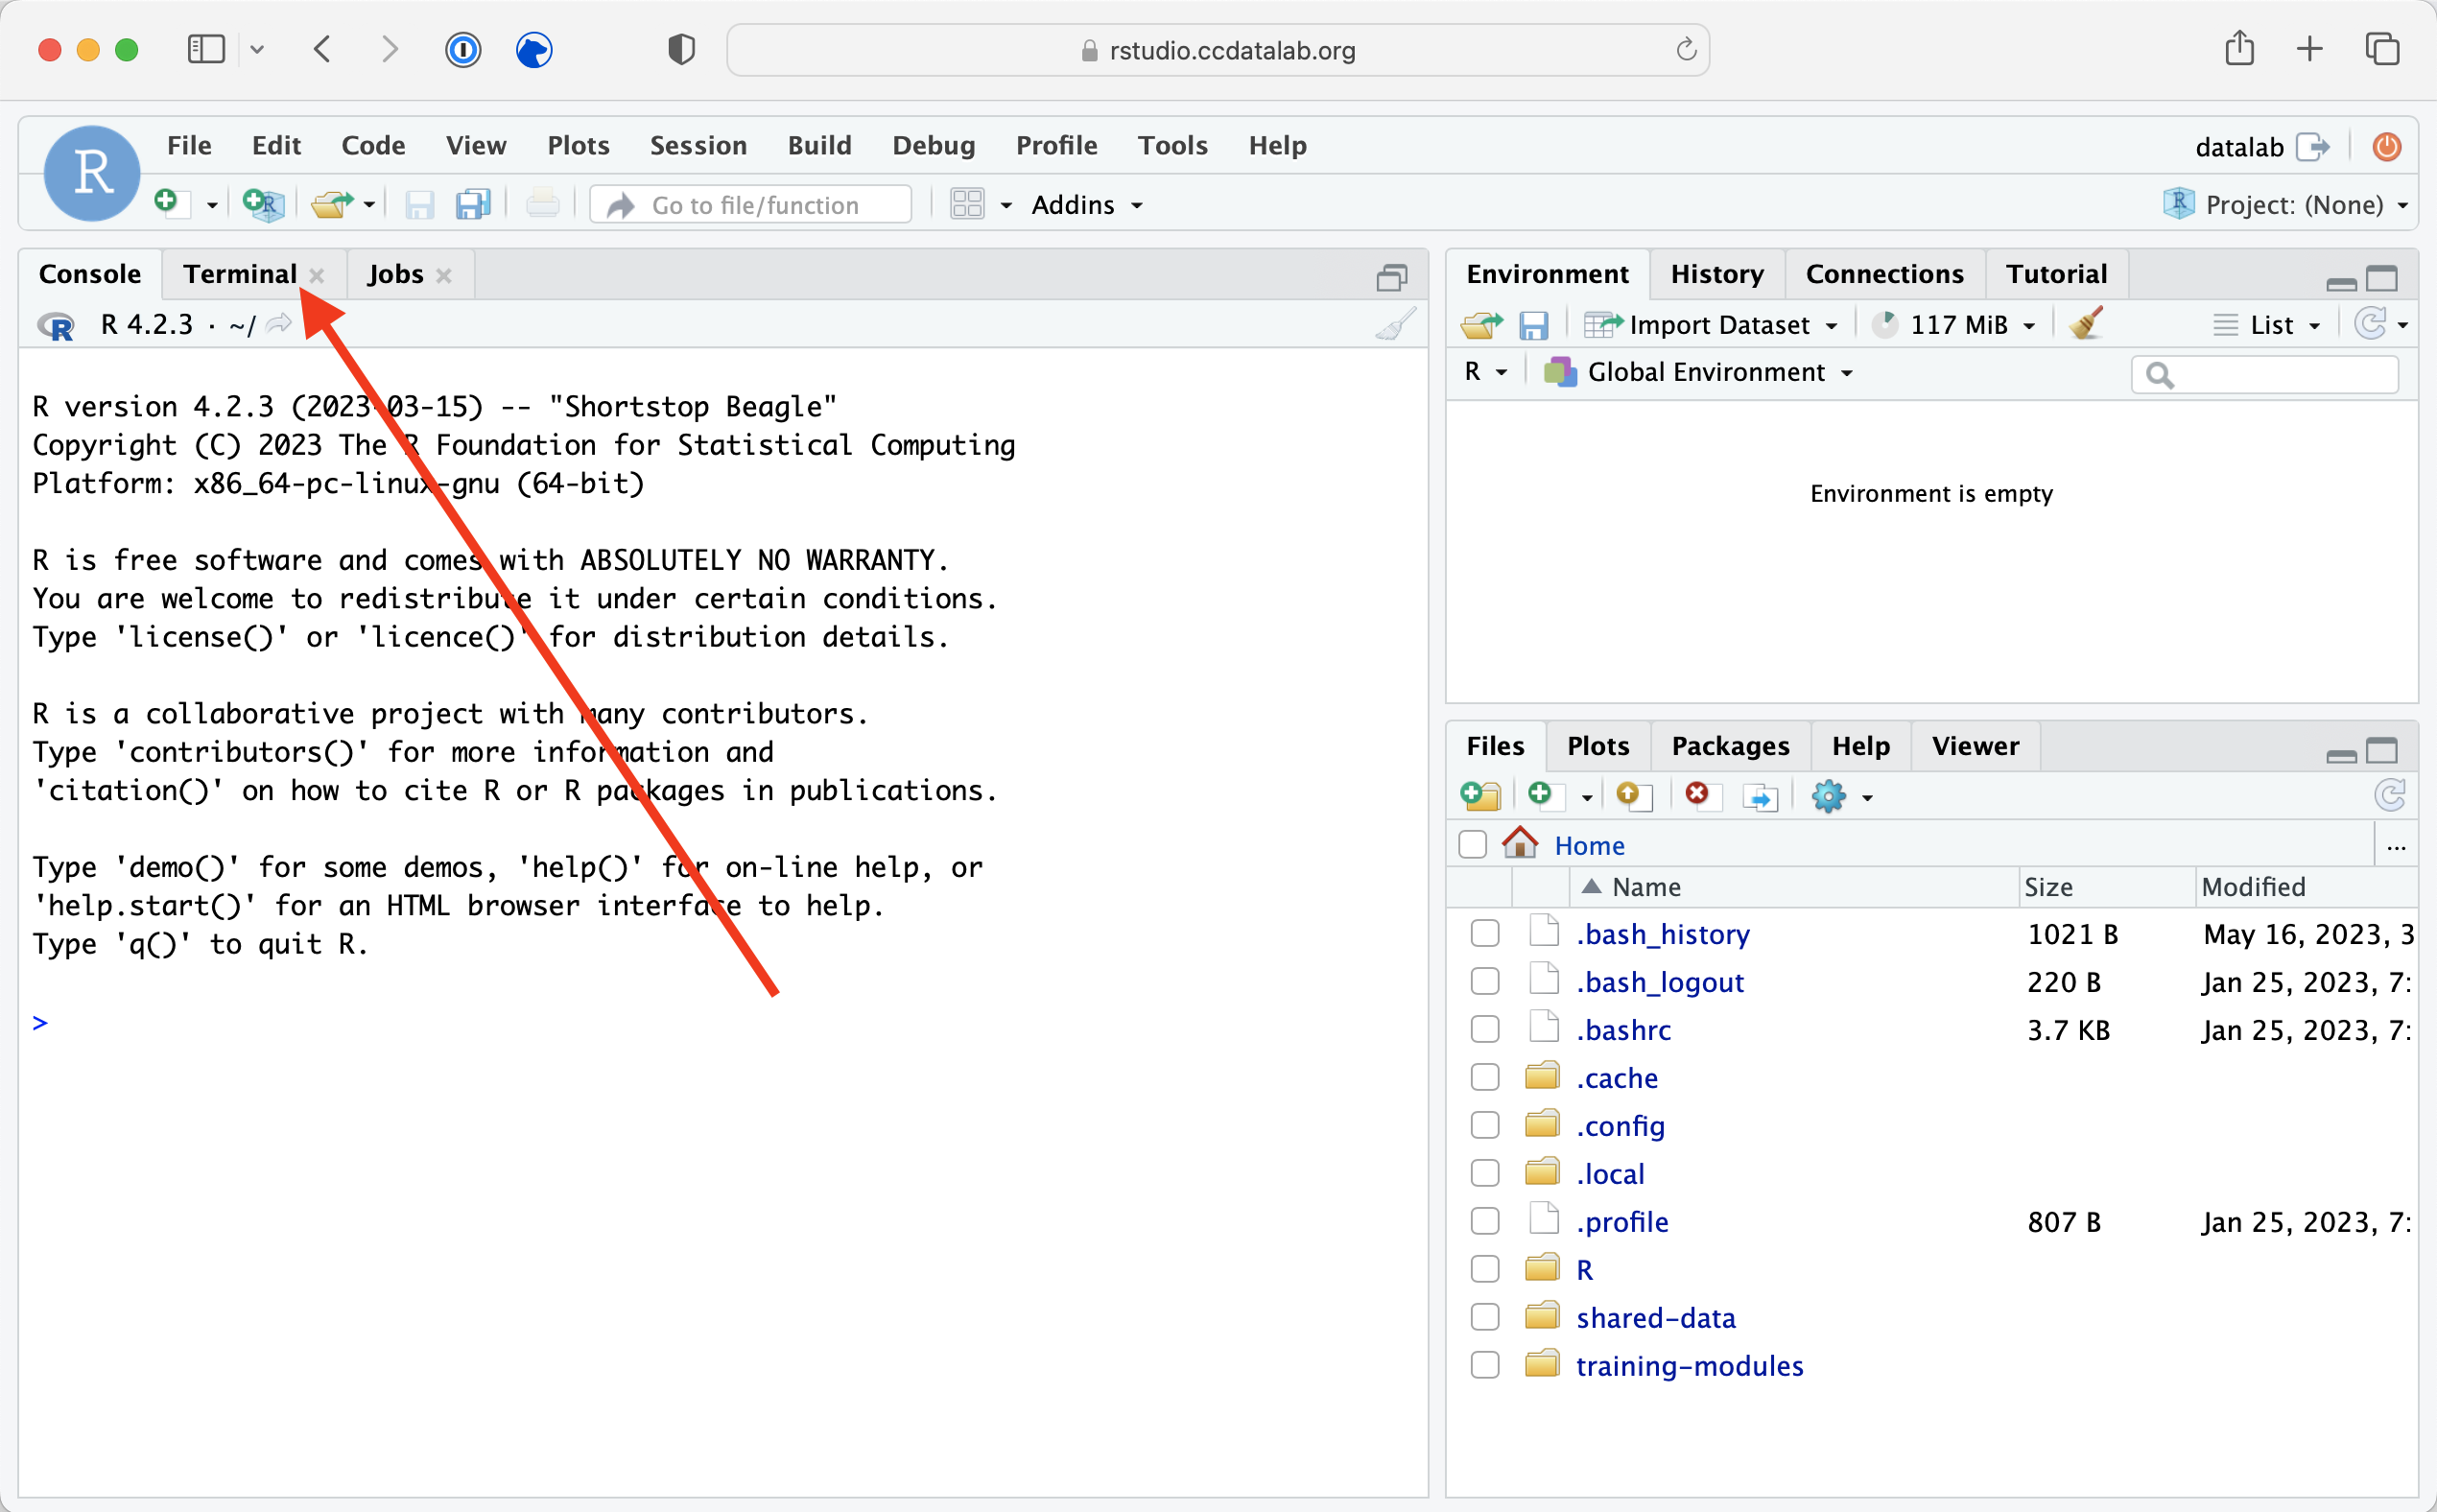 rstudio.ccdatalab.org
File Edit Code View Plots Session Build Debug Profile Tools Help
datalab
R
R
Go to file/function
Addins
R
Project: (None)
Console Terminal Jobs
R R 4.2.3 · ~/
R version 4.2.3 (2023-03-15) -- "Shortstop Beagle"
Copyright (C) 2023 The R Foundation for Statistical Computing
Platform: x86_64-pc-linux-gnu (64-bit)
R is free software and comes with ABSOLUTELY NO WARRANTY.
You are welcome to redistribute it under certain conditions.
Type 'license()' or 'licence()' for distribution details.
R is a collaborative project with many contributors.
Type 'contributors()' for more information and
'citation()' on how to cite R or R packages in publications.
Type 'demo()' for some demos, 'help()' for on-line help, or
'help.start()' for an HTML browser interface to help.
Type 'q()' to quit R.
>
Environment History Connections Tutorial
Import Dataset 117 MiB List
R Global Environment
Environment is empty
Files Plots Packages Help Viewer
Home ...
Name Size Modified
.bash_history 1021 B May 16, 2023, 3
.bash_logout 220 B Jan 25, 2023, 7:
.bashrc 3.7 KB Jan 25, 2023, 7:
.cache
.config
.local
.profile 807 B Jan 25, 2023, 7:
R
shared-data
training-modules